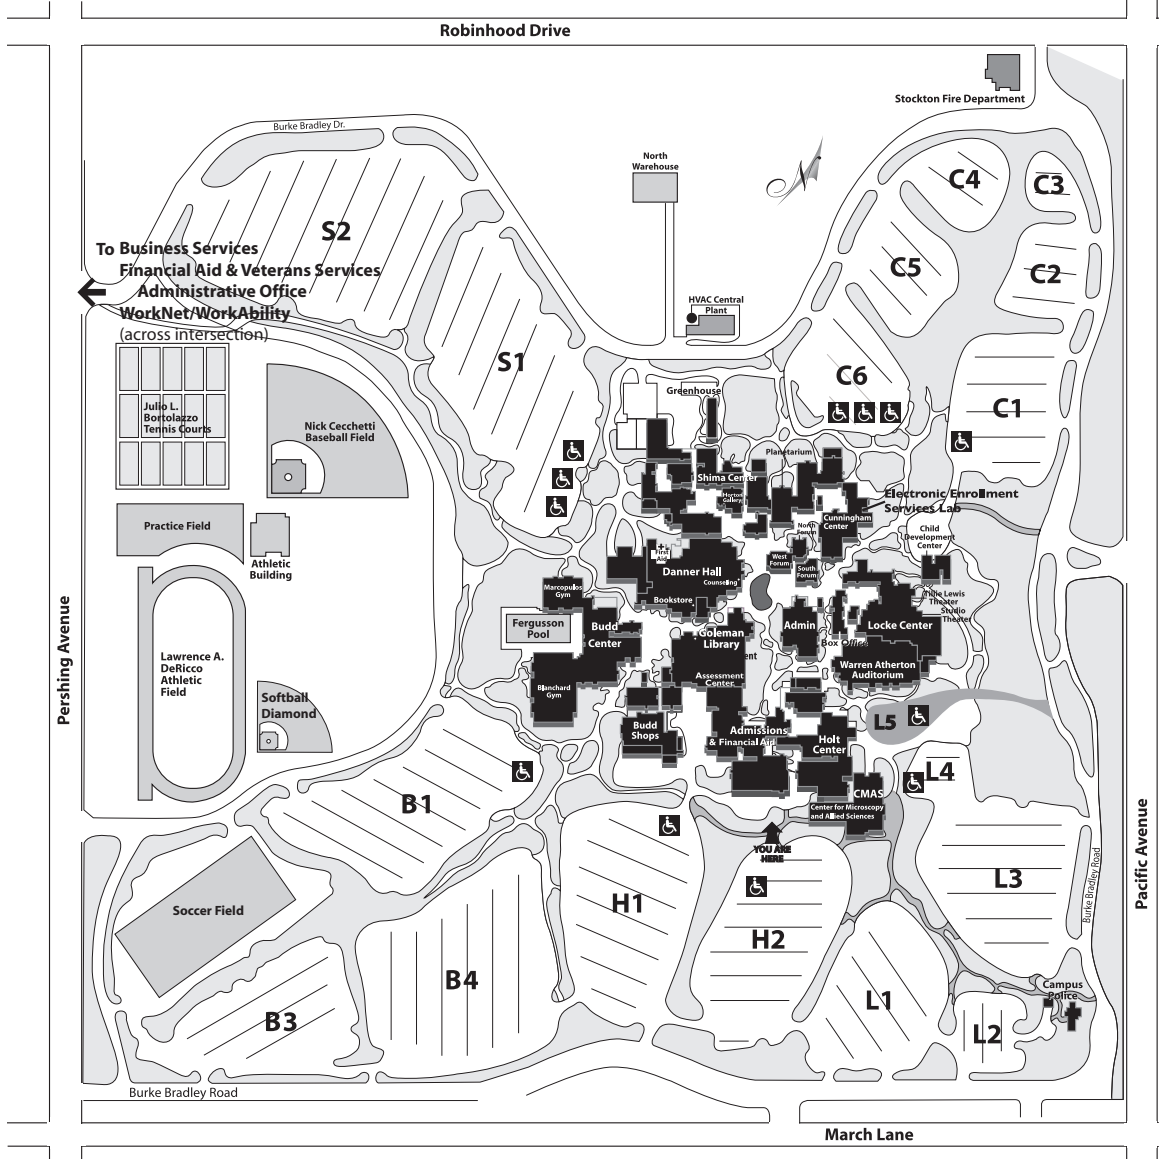 Robinhood Drive
Stockton Fire Department
Burke Bradley Dr.
North
Warehouse
C4
C3
S2
To Business Services
Financial Aid & Veterans Services
Administrative Office
WorkNet/WorkAbility
(across intersection)
C5
C2
HVAC Central
Plant
S1
C6
Greenhouse
C1
Julio L.
Bortolazzo
Tennis Courts
Nick Cecchetti
Baseball Field
Planetarium
Shima Center
Horton
Gallery
Electronic Enrollment
Services Lab
Cunningham
Center
North
Forum
Practice Field
Child
Development
Center
First
Aid
West
Forum
South
Forum
Athletic
Building
Danner Hall
Counseling
Bookstore
Marcopulos
Gym
Tillie Lewis
Theater
Studio
Theater
Fergusson
Pool
Budd
Center
Goleman
Library
ent
Admin
Locke Center
Box Office
Pershing Avenue
Lawrence A.
DeRicco
Athletic
Field
Assessment
Center
Warren Atherton
Auditorium
Blanchard
Gym
Softball
Diamond
L5
Budd
Shops
Admissions
& Financial Aid
Holt
Center
L4
B1
CMAS
Center for Microscopy
and Allied Sciences
YOU ARE
HERE
Pacific Avenue
Burke Bradley Road
L3
Soccer Field
H1
H2
B4
L1
Campus
Police
B3
L2
Burke Bradley Road
March Lane